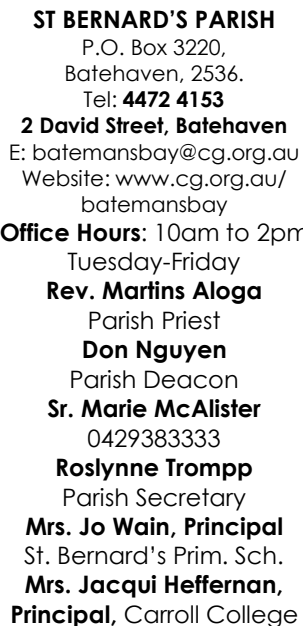 ST BERNARD’S PARISH
P.O. Box 3220,
Batehaven, 2536.
Tel: 4472 4153
2 David Street, Batehaven
E: batemansbay@cg.org.au
Website: www.cg.org.au/
batemansbay
Office Hours: 10am to 2pm
Tuesday-Friday
Rev. Martins Aloga
Parish Priest
Don Nguyen
Parish Deacon
Sr. Marie McAlister
0429383333
Roslynne Trompp
Parish Secretary
Mrs. Jo Wain, Principal
St. Bernard’s Prim. Sch.
Mrs. Jacqui Heffernan,
Principal, Carroll College